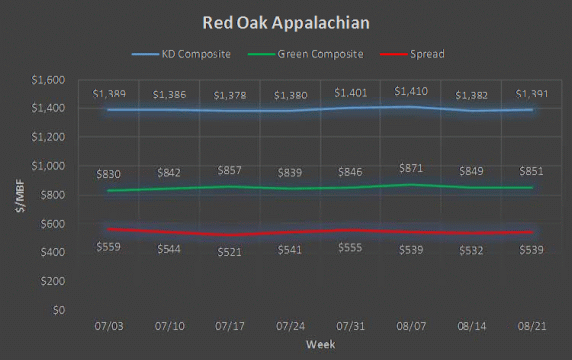 Red Oak Appalachian
KD Composite Green Composite Spread
$1,600
$1,400
$1,200
$1,000
$800
$600
$400
$200
$0
$/MBF
$1,389 $1,386 $1,378 $1,380 $1,401 $1,410 $1,382 $1,391
$830 $842 $857 $839 $846 $871 $849 $851
$559 $544 $521 $541 $555 $539 $532 $539
07/03 07/10 07/17 07/24 07/31 08/07 08/14 08/21
Week